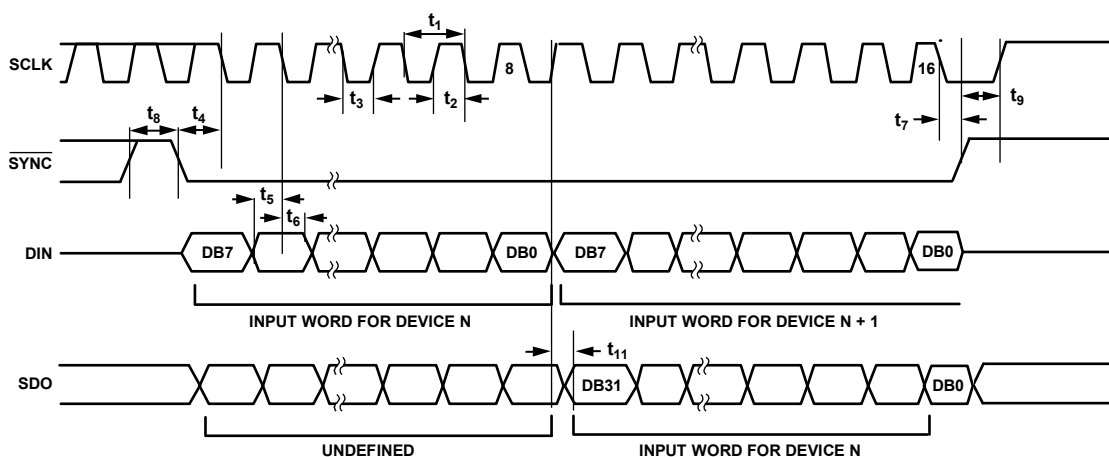 t1
SCLK
8
16
t3
t2
t9
t8
t4
t7
SYNC
t5
t6
DIN
DB7
DB0
DB7
DB0
INPUT WORD FOR DEVICE N
INPUT WORD FOR DEVICE N + 1
t11
SDO
DB31
DB0
UNDEFINED
INPUT WORD FOR DEVICE N